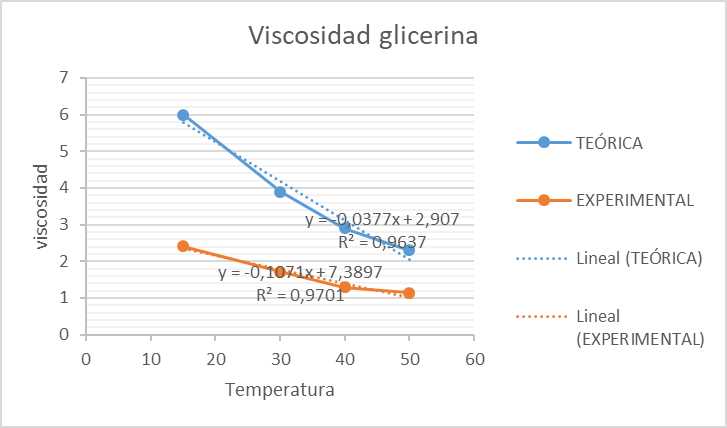 Viscosidad glicerina
7
6
5
4
3
2
1
0
viscosidad
y = -0,0377x + 2,907
R² = 0,9637
y = -0,1071x + 7,3897
R² = 0,9701
0 10 20 30 40 50 60
Temperatura
TEÓRICA
EXPERIMENTAL
Lineal (TEÓRICA)
Lineal
(EXPERIMENTAL)